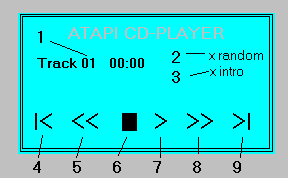 ATAPI CD PLAYER
1
Track 01 00:00
2 x random
3 x intro
|< << ■ > >> >|
4 5 6 7 8 9